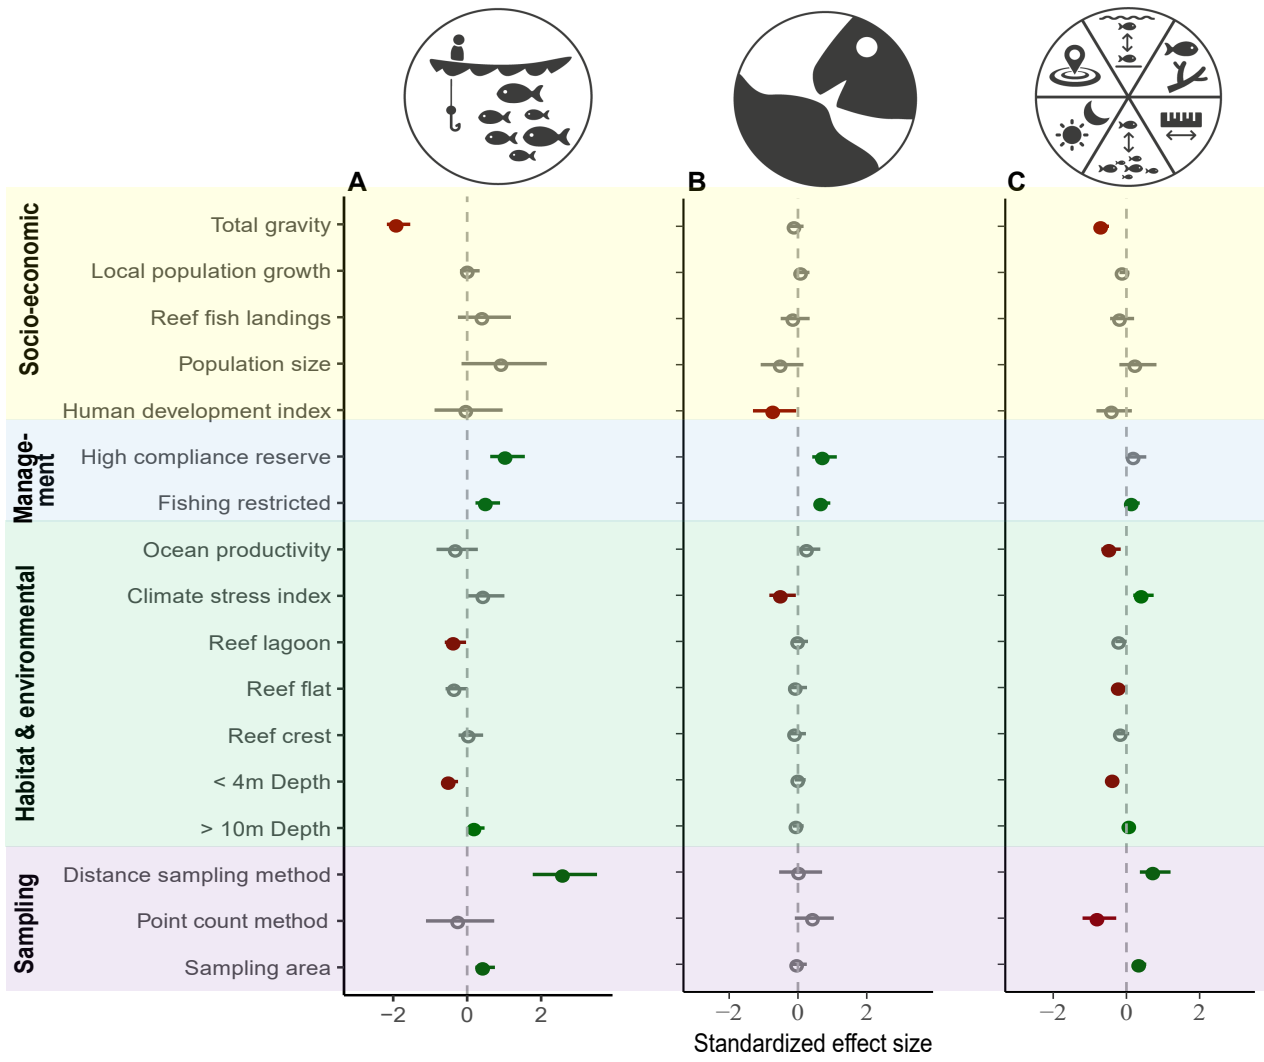 A
B
C
Socio-economic
Total gravity
Local population growth
Reef fish landings
Population size
Human development index
Manage-
ment
High compliance reserve
Fishing restricted
Habitat & environmental
Ocean productivity
Climate stress index
Reef lagoon
Reef flat
Reef crest
< 4m Depth
> 10m Depth
Sampling
Distance sampling method
Point count method
Sampling area
−2 0 2
−2 0 2
−2 0 2
Standardized effect size